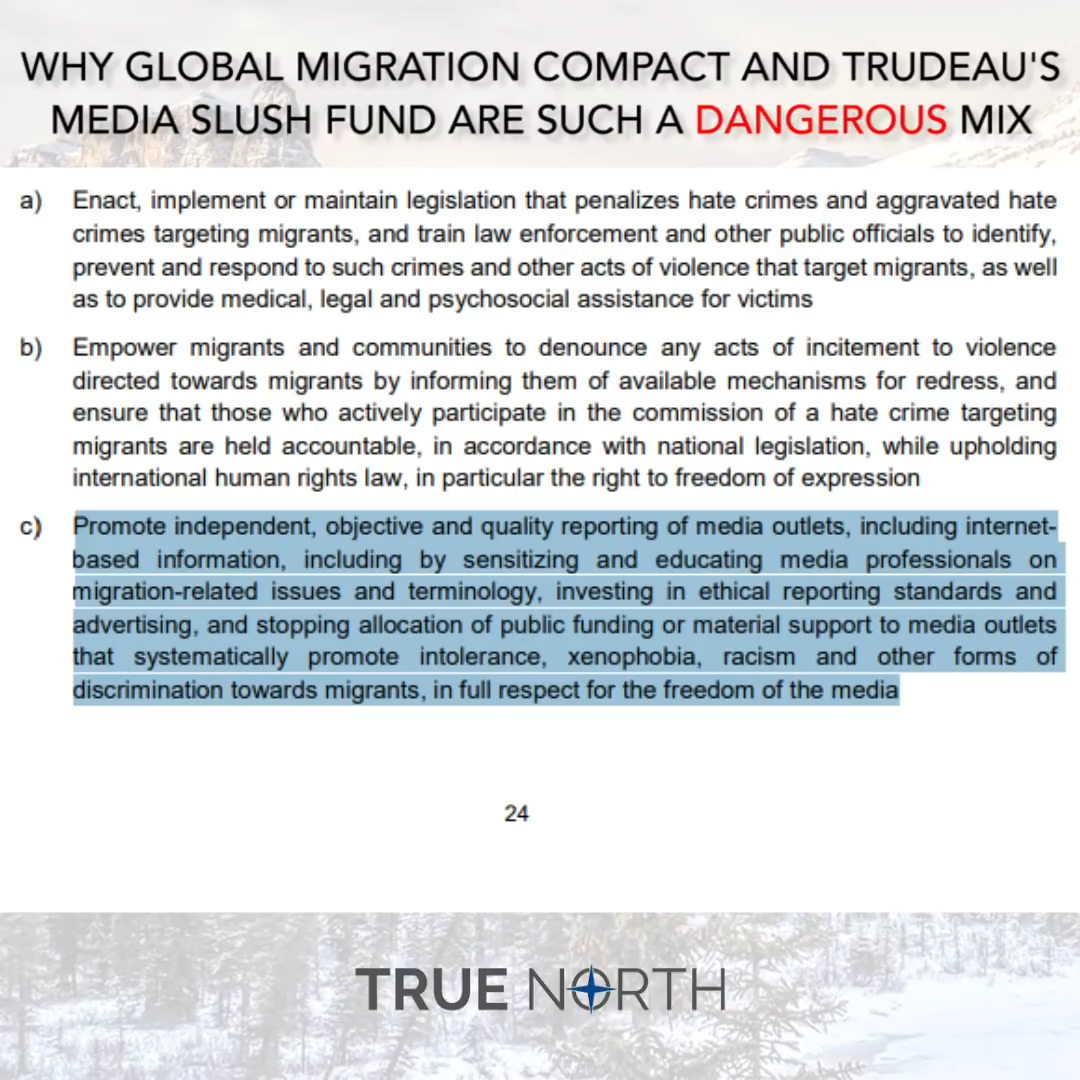 WHY GLOBAL MIGRATION COMPACT AND TRUDEAU'S
MEDIA SLUSH FUND ARE SUCH A DANGEROUS MIX
a) Enact, implement or maintain legislation that penalizes hate crimes and aggravated hate
crimes targeting migrants, and train law enforcement and other public officials to identify,
prevent and respond to such crimes and other acts of violence that target migrants, as well
as to provide medical, legal and psychosocial assistance for victims
b) Empower migrants and communities to denounce any acts of incitement to violence
directed towards migrants by informing them of available mechanisms for redress, and
ensure that those who actively participate in the commission of a hate crime targeting
migrants are held accountable, in accordance with national legislation, while upholding
international human rights law, in particular the right to freedom of expression
c) Promote independent, objective and quality reporting of media outlets, including internet-
based information, including by sensitizing and educating media professionals on
migration-related issues and terminology, investing in ethical reporting standards and
advertising, and stopping allocation of public funding or material support to media outlets
that systematically promote intolerance, xenophobia, racism and other forms of
discrimination towards migrants, in full respect for the freedom of the media
24
TRUE NORTH